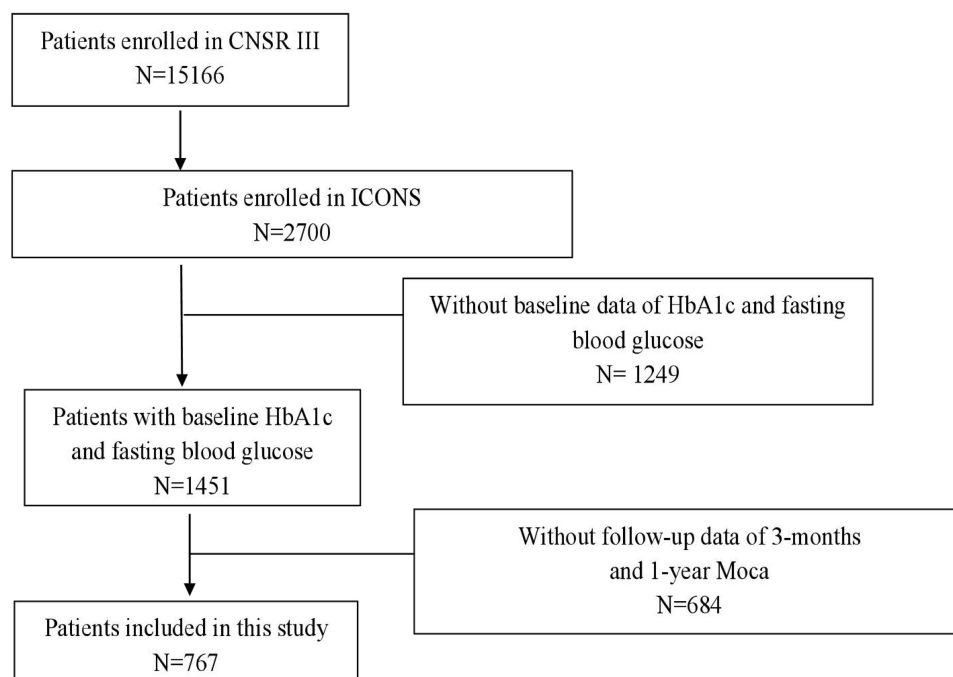 Patients enrolled in CNSR III
N=15166
Patients enrolled in ICONS
N=2700
Without baseline data of HbA1c and fasting
blood glucose
N= 1249
Patients with baseline HbA1c
and fasting blood glucose
N=1451
Without follow-up data of 3-months
and 1-year Moca
N=684
Patients included in this study
N=767